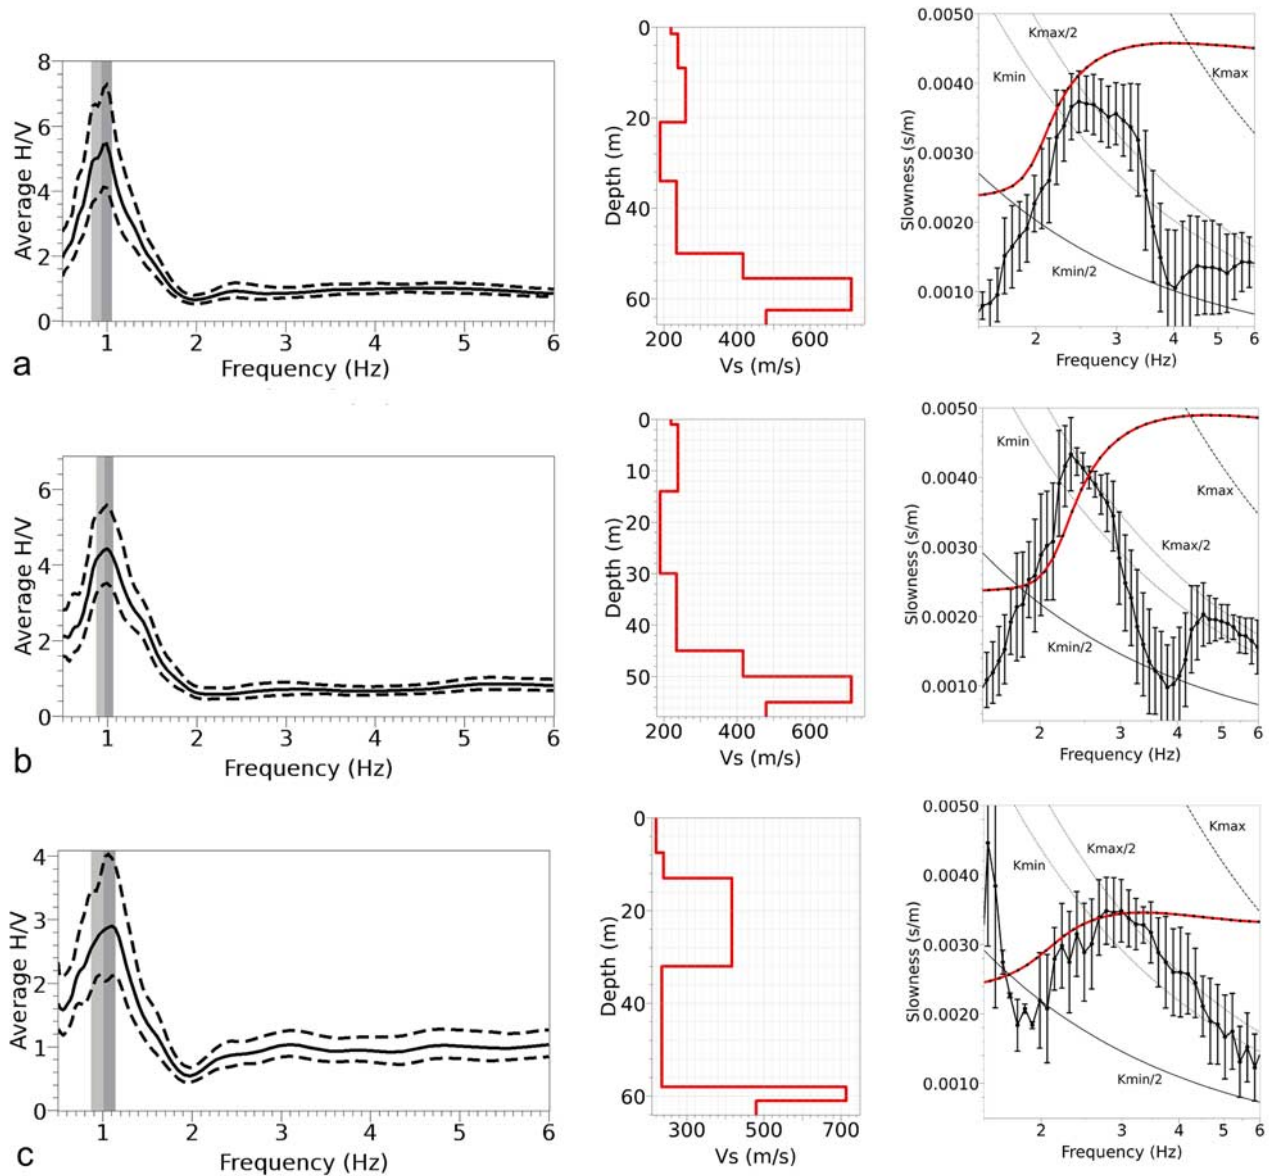 8
6
4
2
0
Average H/V
1
2
3
4
5
6
Frequency (Hz)
a
0
20
40
60
Depth (m)
200
400
600
Vs (m/s)
0.0050
0.0040
0.0030
0.0020
0.0010
Slowness (s/m)
Kmax/2
Kmin
Kmax
Kmin/2
2
3
4
5
6
Frequency (Hz)
6
4
2
0
Average H/V
1
2
3
4
5
6
Frequency (Hz)
b
0
10
20
30
40
50
Depth (m)
200
400
600
Vs (m/s)
0.0050
0.0040
0.0030
0.0020
0.0010
Slowness (s/m)
Kmin
Kmax
Kmax/2
Kmin/2
2
3
4
5
6
Frequency (Hz)
4
3
2
1
0
Average H/V
1
2
3
4
5
6
Frequency (Hz)
c
0
20
40
60
Depth (m)
300
500
700
Vs (m/s)
0.0050
0.0040
0.0030
0.0020
0.0010
Slowness (s/m)
Kmax
Kmax/2
Kmin
Kmin/2
2
3
4
5
6
Frequency (Hz)